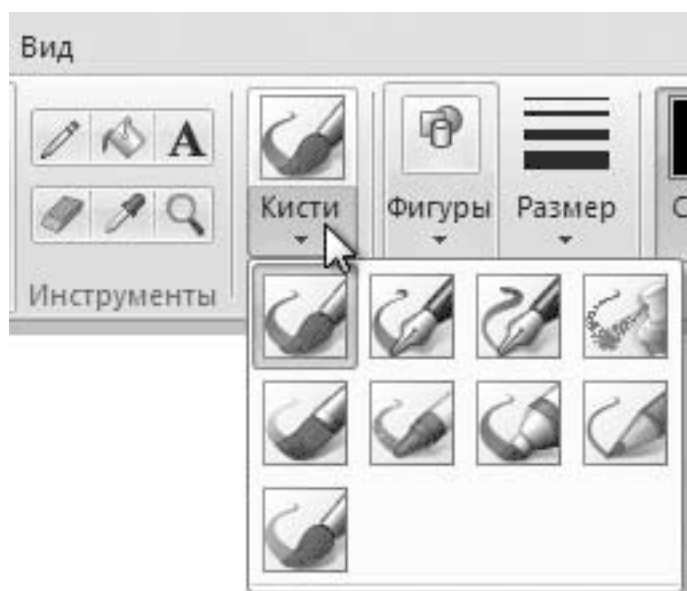 Вид
A
Кисти
Фигуры
Размер
Инструменты